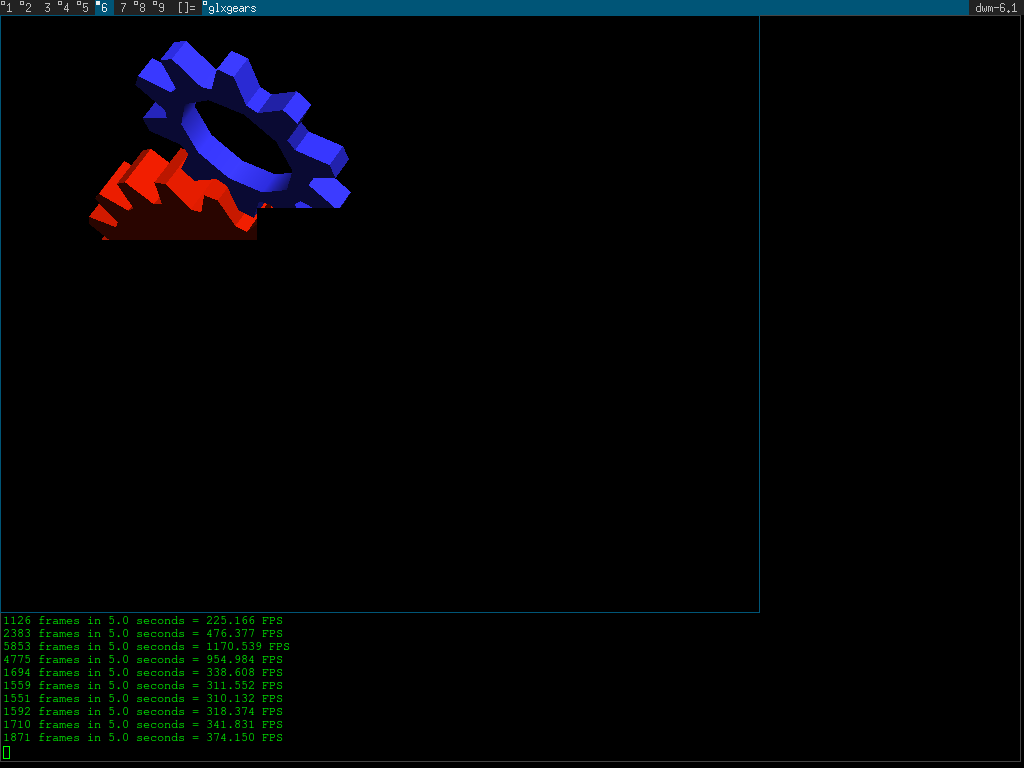 1 2 3 4 5 6 7 8 9 []= glxgears dwm-6.1
1126 frames in 5.0 seconds = 225.166 FPS
2383 frames in 5.0 seconds = 476.377 FPS
5853 frames in 5.0 seconds = 1170.539 FPS
4775 frames in 5.0 seconds = 954.984 FPS
1694 frames in 5.0 seconds = 338.608 FPS
1559 frames in 5.0 seconds = 311.552 FPS
1551 frames in 5.0 seconds = 310.132 FPS
1592 frames in 5.0 seconds = 318.374 FPS
1710 frames in 5.0 seconds = 341.831 FPS
1871 frames in 5.0 seconds = 374.150 FPS